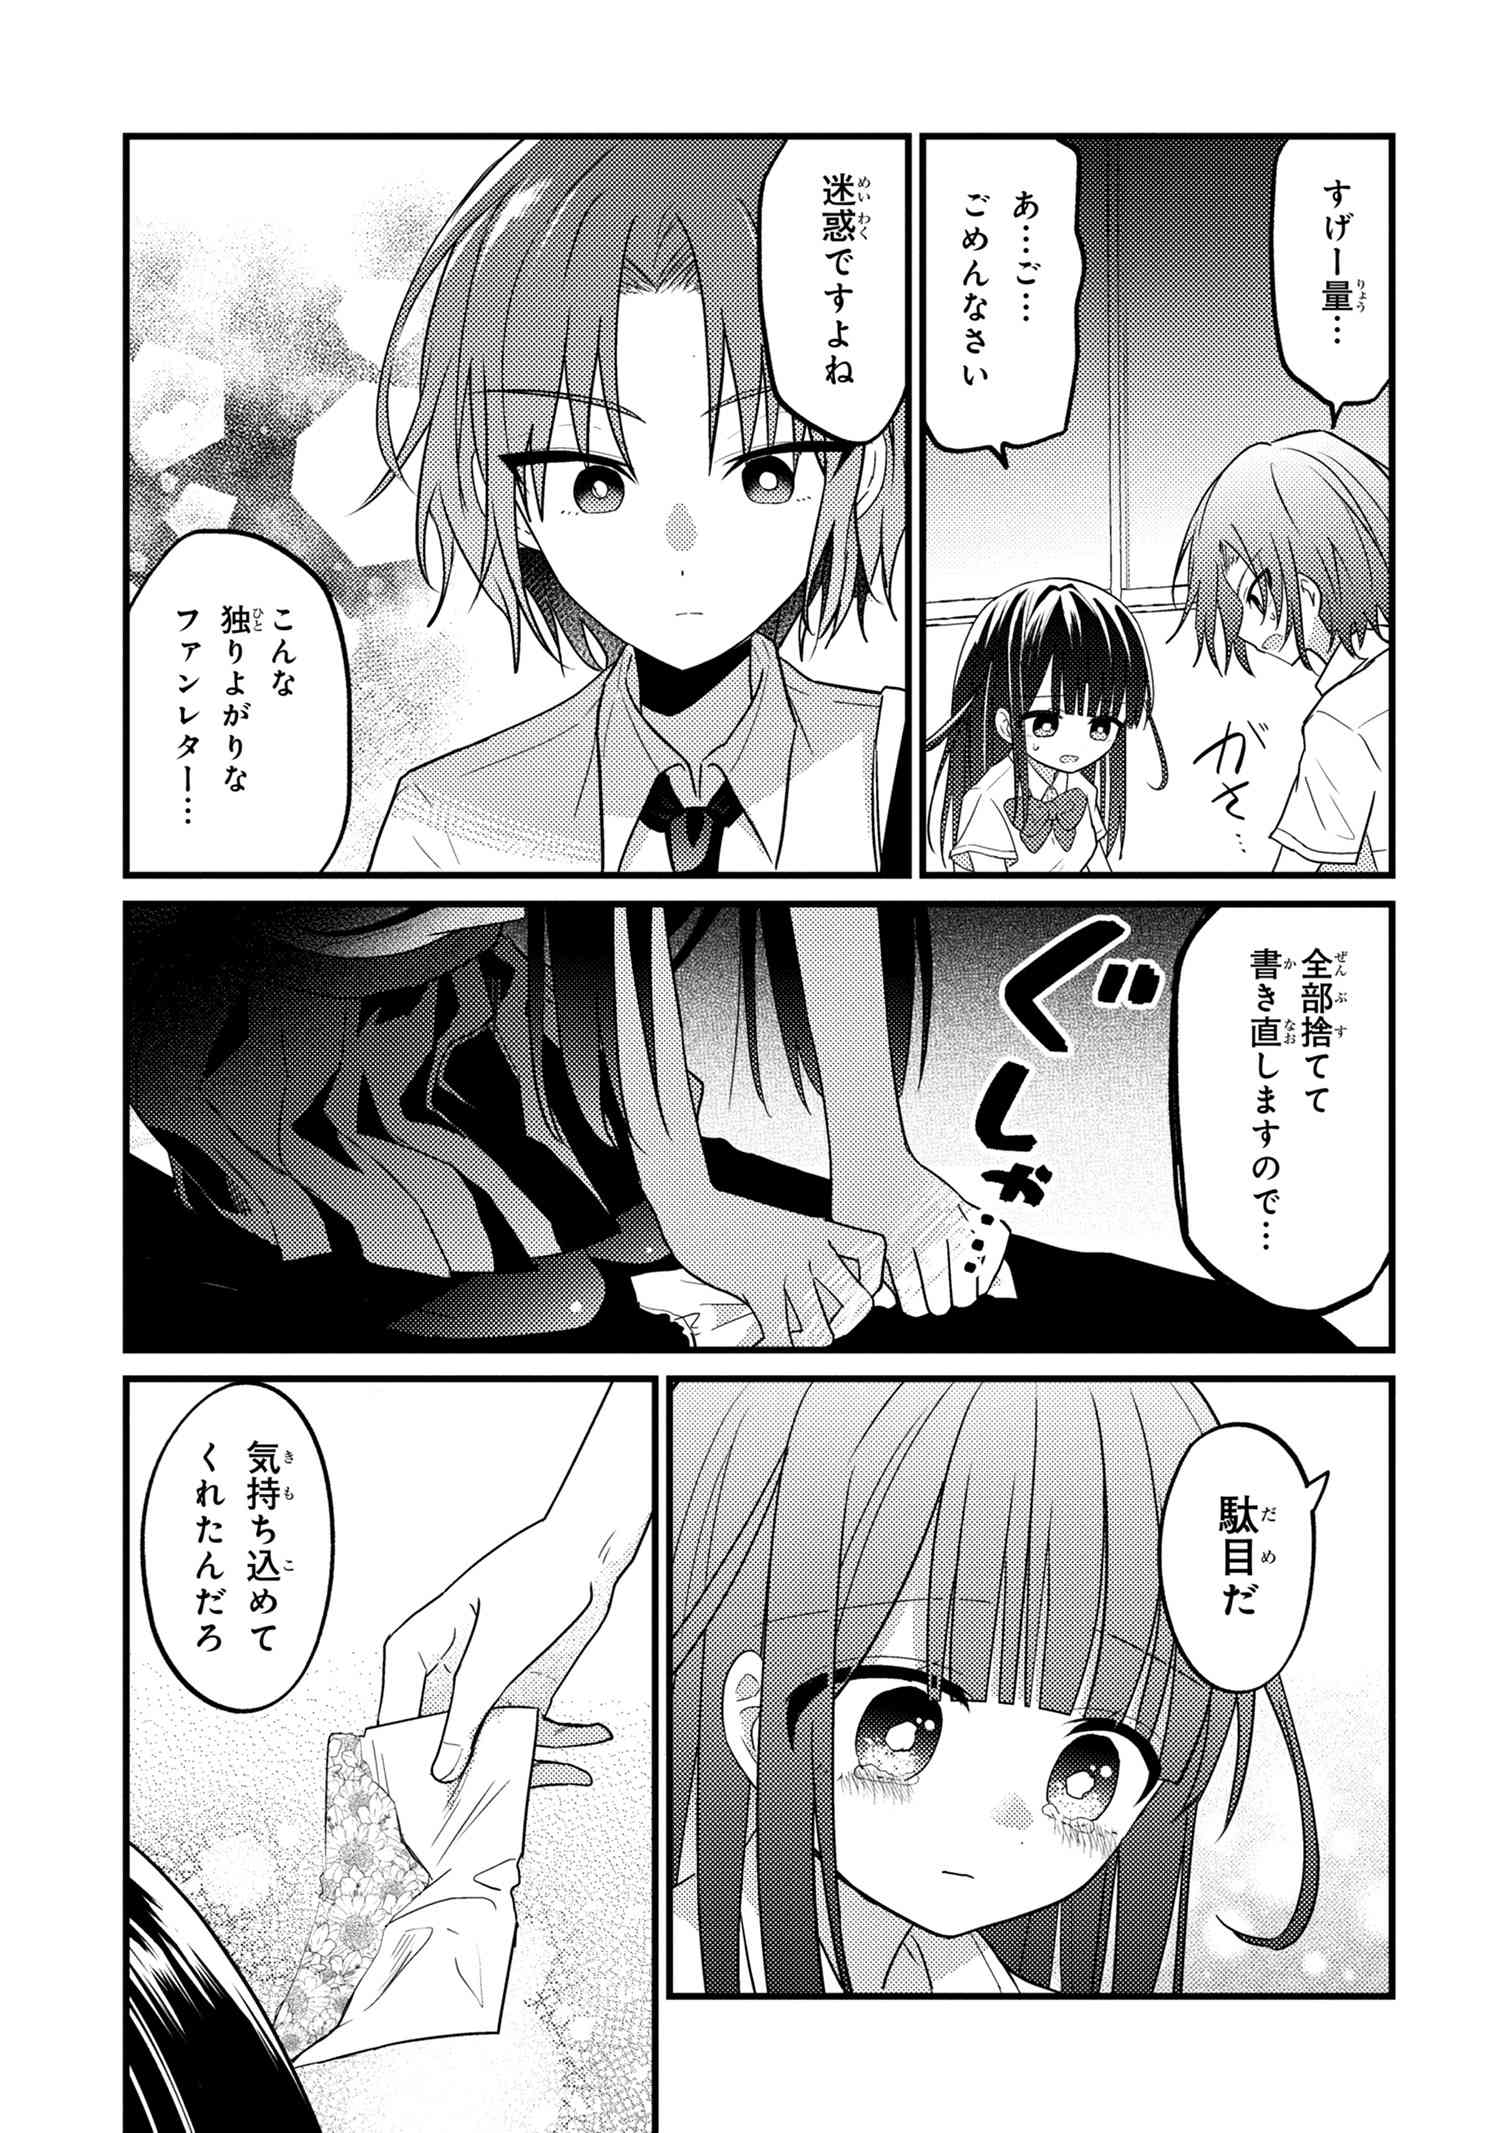 すげー量…
あ…ご…
ごめんなさい
ガサ…
迷惑ですよね
こんな
独りよがりな
ファンレター…
全部捨てて
書き直しますので…
ぐしゃ…
駄目だ
気持ち込めて
くれたんだろ